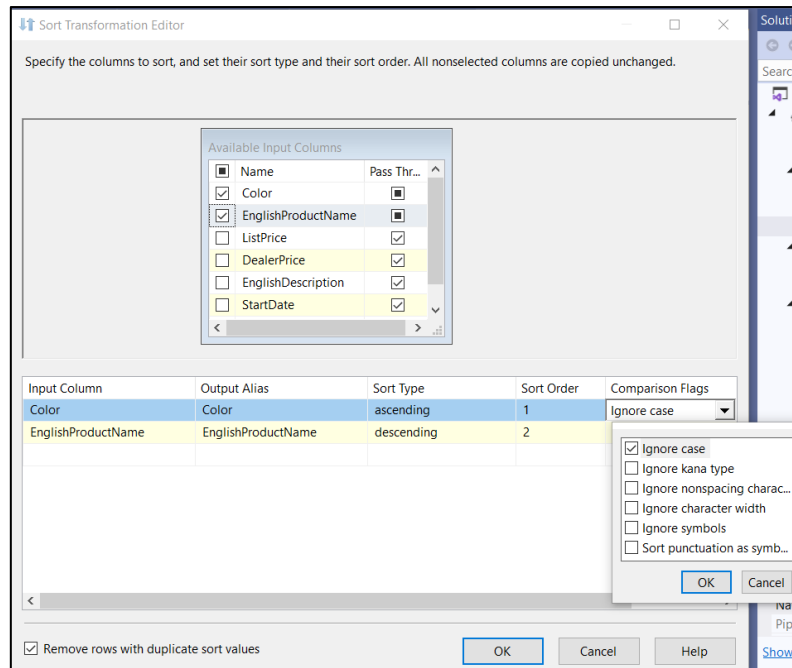 Sort Transformation Editor
Soluti
Specify the columns to sort, and set their sort type and their sort order. All nonselected columns are copied unchanged.
Searc
Available Input Columns
Name Pass Thr...
Color
EnglishProductName
ListPrice
DealerPrice
EnglishDescription
StartDate
Input Column Output Alias Sort Type Sort Order Comparison Flags
Color Color ascending 1 Ignore case
EnglishProductName EnglishProductName descending 2
Ignore case
Ignore kana type
Ignore nonspacing charac...
Ignore character width
Ignore symbols
Sort punctuation as symb...
OK Cancel
Na
Pip
Remove rows with duplicate sort values OK Cancel Help
Show